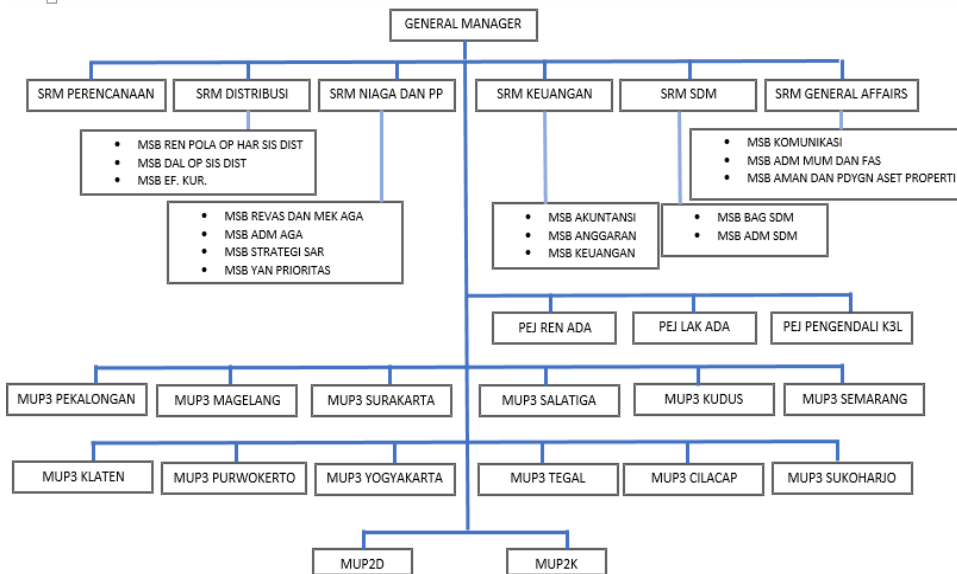 GENERAL MANAGER
SRM PERENCANAAN
SRM DISTRIBUSI
SRM NIAGA DAN PP
SRM KEUANGAN
SRM SDM
SRM GENERAL AFFAIRS
MSB REN POLA OP HAR SIS DIST
MSB DAL OP SIS DIST
MSB EF. KUR.
MSB KOMUNIKASI
MSB ADM MUM DAN FAS
MSB AMAN DAN PDYGN ASET PROPERTI
MSB REVAS DAN MEK AGA
MSB ADM AGA
MSB STRATEGI SAR
MSB YAN PRIORITAS
MSB AKUNTANSI
MSB ANGGARAN
MSB KEUANGAN
MSB BAG SDM
MSB ADM SDM
PEJ REN ADA
PEJ LAK ADA
PEJ PENGENDALI K3L
MUP3 PEKALONGAN
MUP3 MAGELANG
MUP3 SURAKARTA
MUP3 SALATIGA
MUP3 KUDUS
MUP3 SEMARANG
MUP3 KLATEN
MUP3 PURWOKERTO
MUP3 YOGYAKARTA
MUP3 TEGAL
MUP3 CILACAP
MUP3 SUKOHARJO
MUP2D
MUP2K